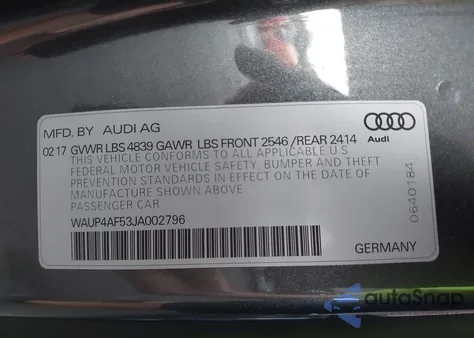 MFD. BY AUDI AG
Audi
02 17 GVWR LBS 4839 GAWR LBS FRONT 2546 /REAR 2414
THIS VEHICLE CONFORMS TO ALL APPLICABLE U.S
FEDERAL MOTOR VEHICLE SAFETY, BUMPER AND THEFT
PREVENTION STANDARDS IN EFFECT ON THE DATE OF
MANUFACTURE SHOWN ABOVE
PASSENGER CAR
WAUP4AF53JA002796
0640184
GERMANY
autoSnap